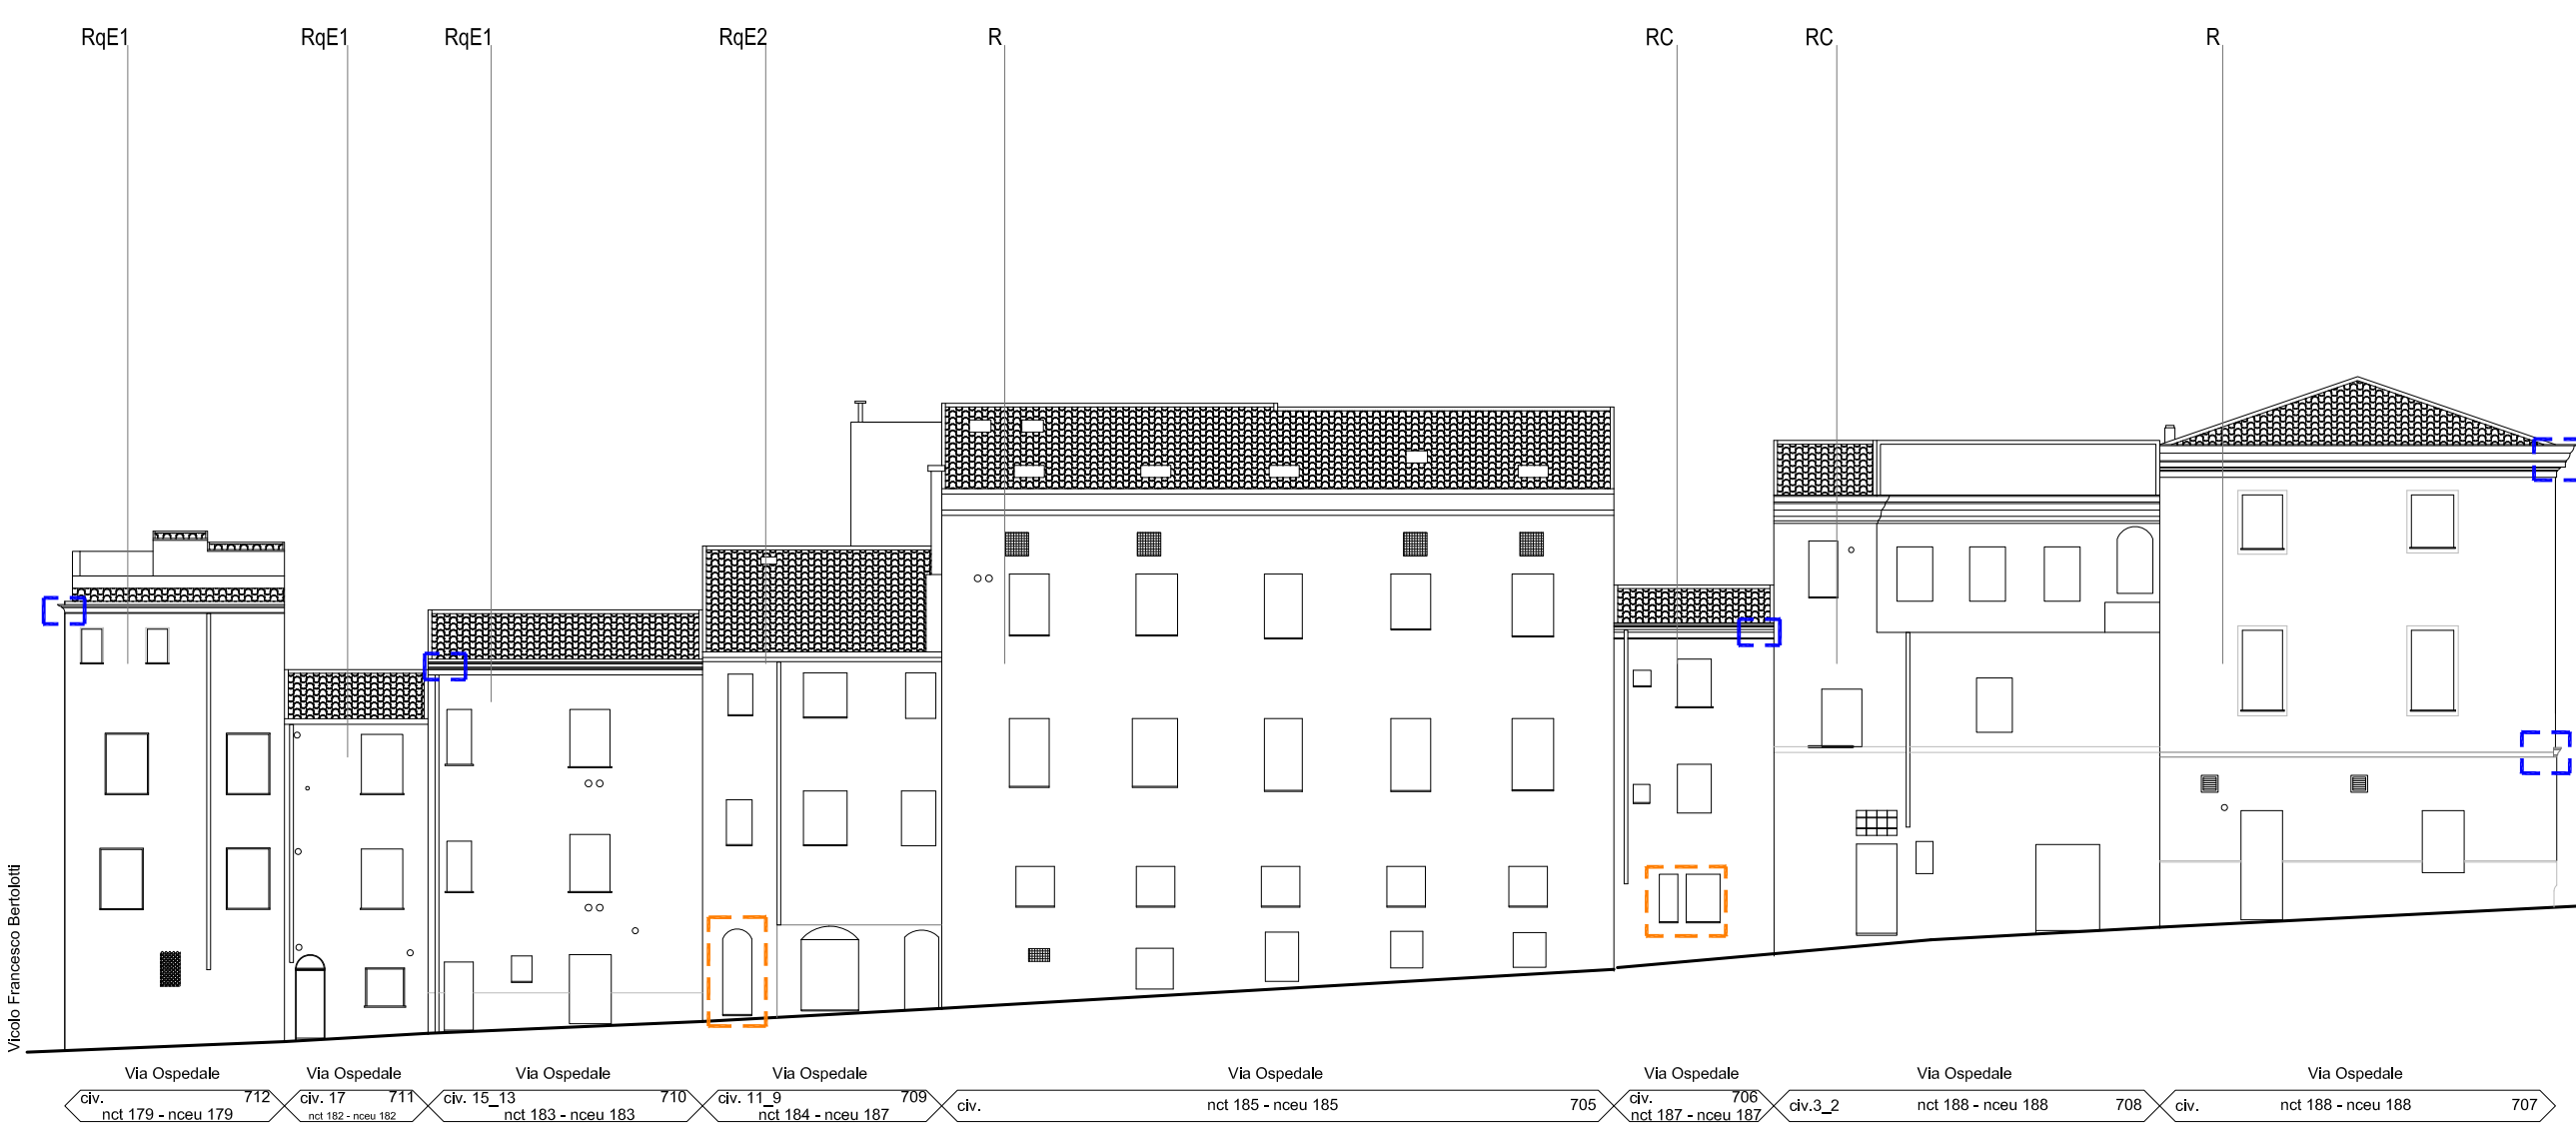 RqE1
RqE1
RqE1
RqE2
R
RC
RC
R
Vicolo Francesco Bertolotti
Via Ospedale
civ. 712
nct 179 - nceu 179
Via Ospedale
civ. 17 711
nct 182 - nceu 182
Via Ospedale
civ. 15_13 710
nct 183 - nceu 183
Via Ospedale
civ. 11_9 709
nct 184 - nceu 187
Via Ospedale
civ. nct 185 - nceu 185 705
Via Ospedale
civ. 706
nct 187 - nceu 187
Via Ospedale
civ.3_2 nct 188 - nceu 188 708
Via Ospedale
civ. nct 188 - nceu 188 707